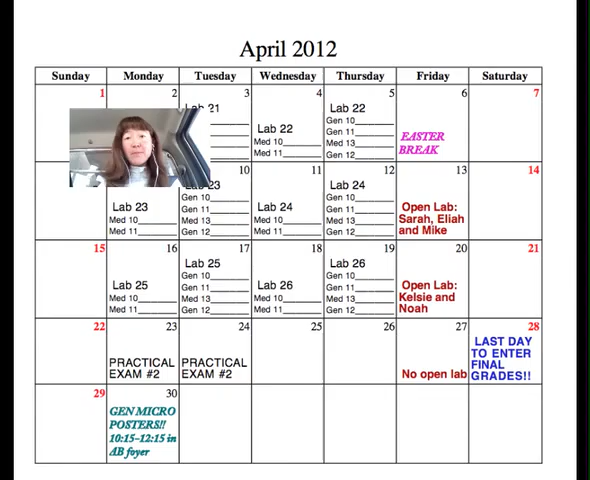 April 2012
Sunday Monday Tuesday Wednesday Thursday Friday Saturday
1 2 3 4 5 6 7
Lab 21
Lab 22
Med 10
Med 11
Lab 22
Gen 10
Gen 11
Med 13
Gen 12
EASTER
BREAK
10 11 12 13 14
Lab 23
Med 10
Med 11
23
Gen 10
Gen 11
Med 13
Gen 12
Lab 24
Med 10
Med 11
Lab 24
Gen 10
Gen 11
Med 13
Gen 12
Open Lab:
Sarah, Eliah
and Mike
15 16 17 18 19 20 21
Lab 25
Med 10
Med 11
Lab 25
Gen 10
Gen 11
Med 13
Gen 12
Lab 26
Med 10
Med 11
Lab 26
Gen 10
Gen 11
Med 13
Gen 12
Open Lab:
Kelsie and
Noah
22 23 24 25 26 27 28
PRACTICAL
EXAM #2
PRACTICAL
EXAM #2
No open lab
LAST DAY
TO ENTER
FINAL
GRADES!!
29 30
GEN MICRO
POSTERS!!
10:15-12:15 in
AB foyer